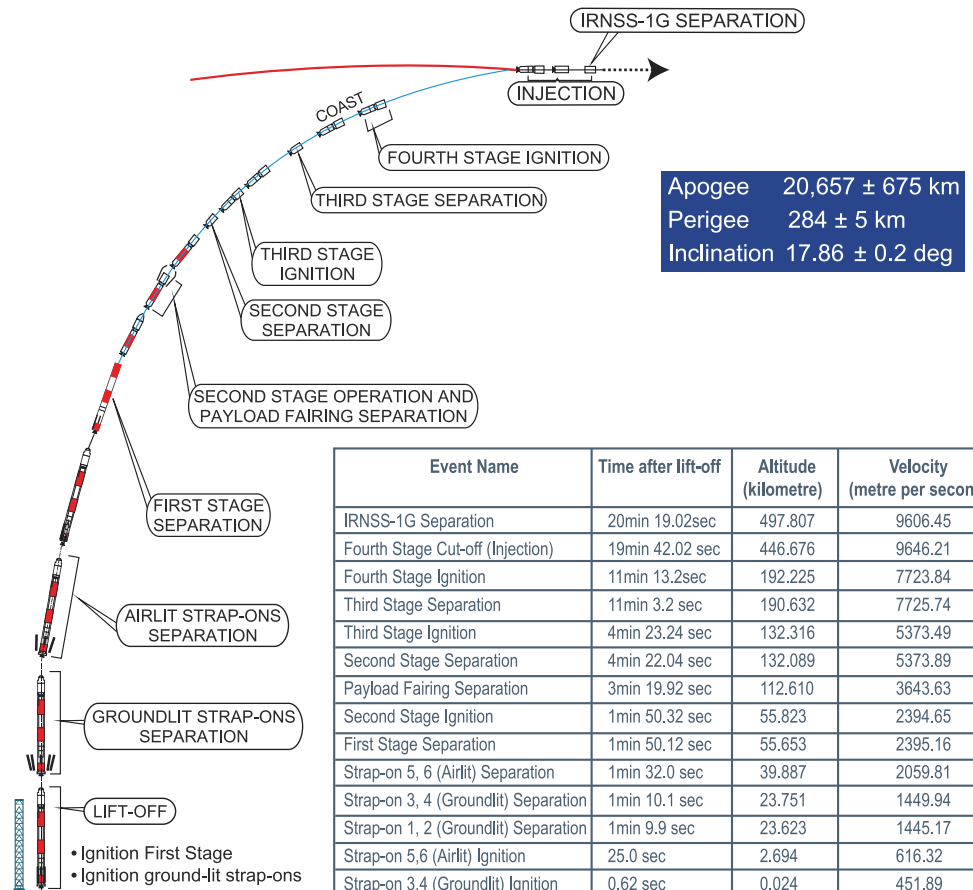 IRNSS-1G SEPARATION
INJECTION
COAST
FOURTH STAGE IGNITION
THIRD STAGE SEPARATION
Apogee 20,657 ± 675 km
Perigee 284 ± 5 km
Inclination 17.86 ± 0.2 deg
THIRD STAGE
IGNITION
SECOND STAGE
SEPARATION
SECOND STAGE OPERATION AND
PAYLOAD FAIRING SEPARATION
FIRST STAGE
SEPARATION
AIRLIT STRAP-ONS
SEPARATION
GROUNDLIT STRAP-ONS
SEPARATION
LIFT-OFF
• Ignition First Stage
• Ignition ground-lit strap-ons
Event Name Time after lift-off Altitude Velocity
(kilometre) (metre per secon
IRNSS-1G Separation 20min 19.02sec 497.807 9606.45
Fourth Stage Cut-off (Injection) 19min 42.02 sec 446.676 9646.21
Fourth Stage Ignition 11min 13.2sec 192.225 7723.84
Third Stage Separation 11min 3.2 sec 190.632 7725.74
Third Stage Ignition 4min 23.24 sec 132.316 5373.49
Second Stage Separation 4min 22.04 sec 132.089 5373.89
Payload Fairing Separation 3min 19.92 sec 112.610 3643.63
Second Stage Ignition 1min 50.32 sec 55.823 2394.65
First Stage Separation 1min 50.12 sec 55.653 2395.16
Strap-on 5, 6 (Airlit) Separation 1min 32.0 sec 39.887 2059.81
Strap-on 3, 4 (Groundlit) Separation 1min 10.1 sec 23.751 1449.94
Strap-on 1, 2 (Groundlit) Separation 1min 9.9 sec 23.623 1445.17
Strap-on 5,6 (Airlit) Ignition 25.0 sec 2.694 616.32
Strap-on 3,4 (Groundlit) Ignition 0.62 sec 0.024 451.89